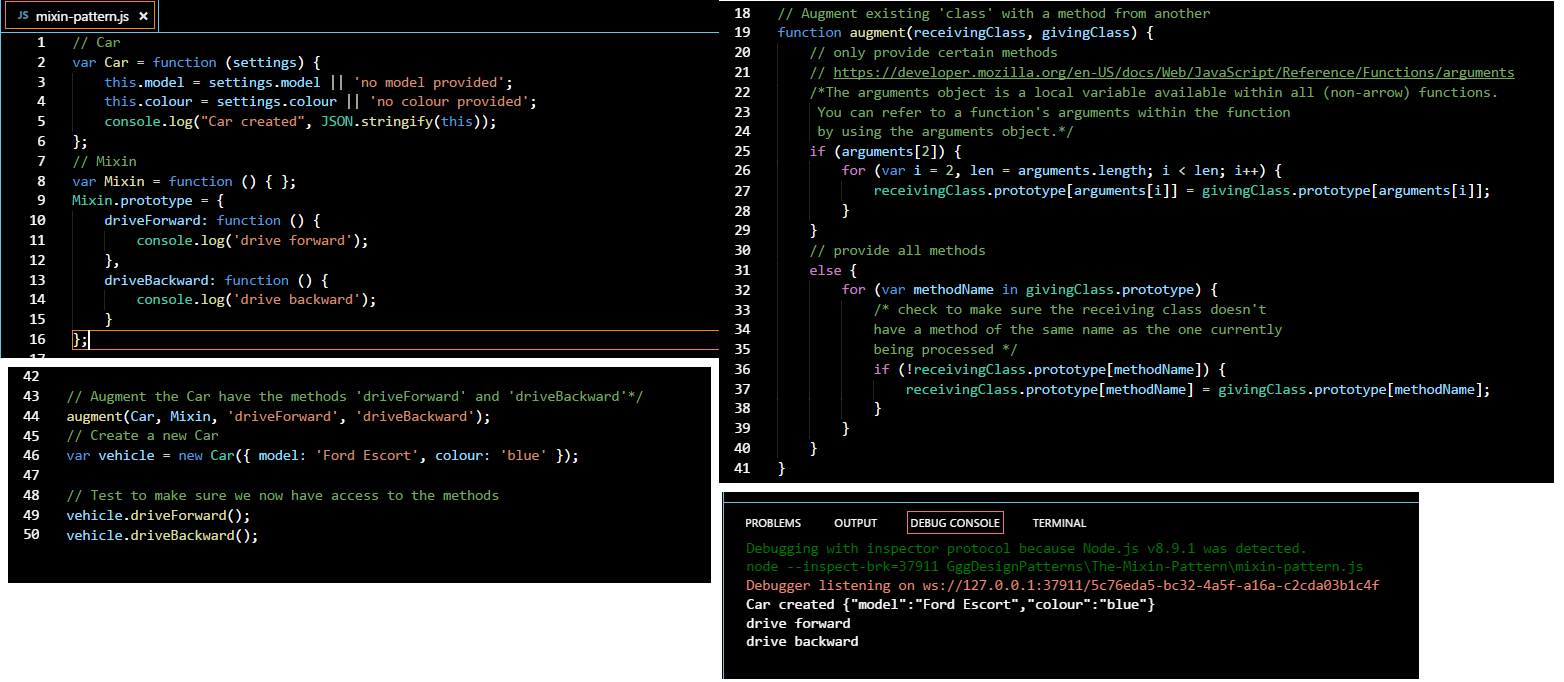 JS mixin-pattern.js ×
1 // Car
2 var Car = function (settings) {
3 this.model = settings.model || 'no model provided';
4 this.colour = settings.colour || 'no colour provided';
5 console.log("Car created", JSON.stringify(this));
6 };
7 // Mixin
8 var Mixin = function () { };
9 Mixin.prototype = {
10 driveForward: function () {
11 console.log('drive forward');
12 },
13 driveBackward: function () {
14 console.log('drive backward');
15 }
16 };
17
18 // Augment existing 'class' with a method from another
19 function augment(receivingClass, givingClass) {
20 // only provide certain methods
21 // https://developer.mozilla.org/en-US/docs/Web/JavaScript/Reference/Functions/arguments
22 /*The arguments object is a local variable available within all (non-arrow) functions.
23 You can refer to a function's arguments within the function
24 by using the arguments object.*/
25 if (arguments[2]) {
26 for (var i = 2, len = arguments.length; i < len; i++) {
27 receivingClass.prototype[arguments[i]] = givingClass.prototype[arguments[i]];
28 }
29 }
30 // provide all methods
31 else {
32 for (var methodName in givingClass.prototype) {
33 /* check to make sure the receiving class doesn't
34 have a method of the same name as the one currently
35 being processed */
36 if (!receivingClass.prototype[methodName]) {
37 receivingClass.prototype[methodName] = givingClass.prototype[methodName];
38 }
39 }
40 }
41 }
42
43 // Augment the Car have the methods 'driveForward' and 'driveBackward'*/
44 augment(Car, Mixin, 'driveForward', 'driveBackward');
45 // Create a new Car
46 var vehicle = new Car({ model: 'Ford Escort', colour: 'blue' });
47
48 // Test to make sure we now have access to the methods
49 vehicle.driveForward();
50 vehicle.driveBackward();
PROBLEMS OUTPUT DEBUG CONSOLE TERMINAL
Debugging with inspector protocol because Node.js v8.9.1 was detected.
node --inspect-brk=37911 GggDesignPatterns\The-Mixin-Pattern\mixin-pattern.js
Debugger listening on ws://127.0.0.1:37911/5c76eda5-bc32-4a5f-a16a-c2cda03b1c4f
Car created {"model":"Ford Escort","colour":"blue"}
drive forward
drive backward